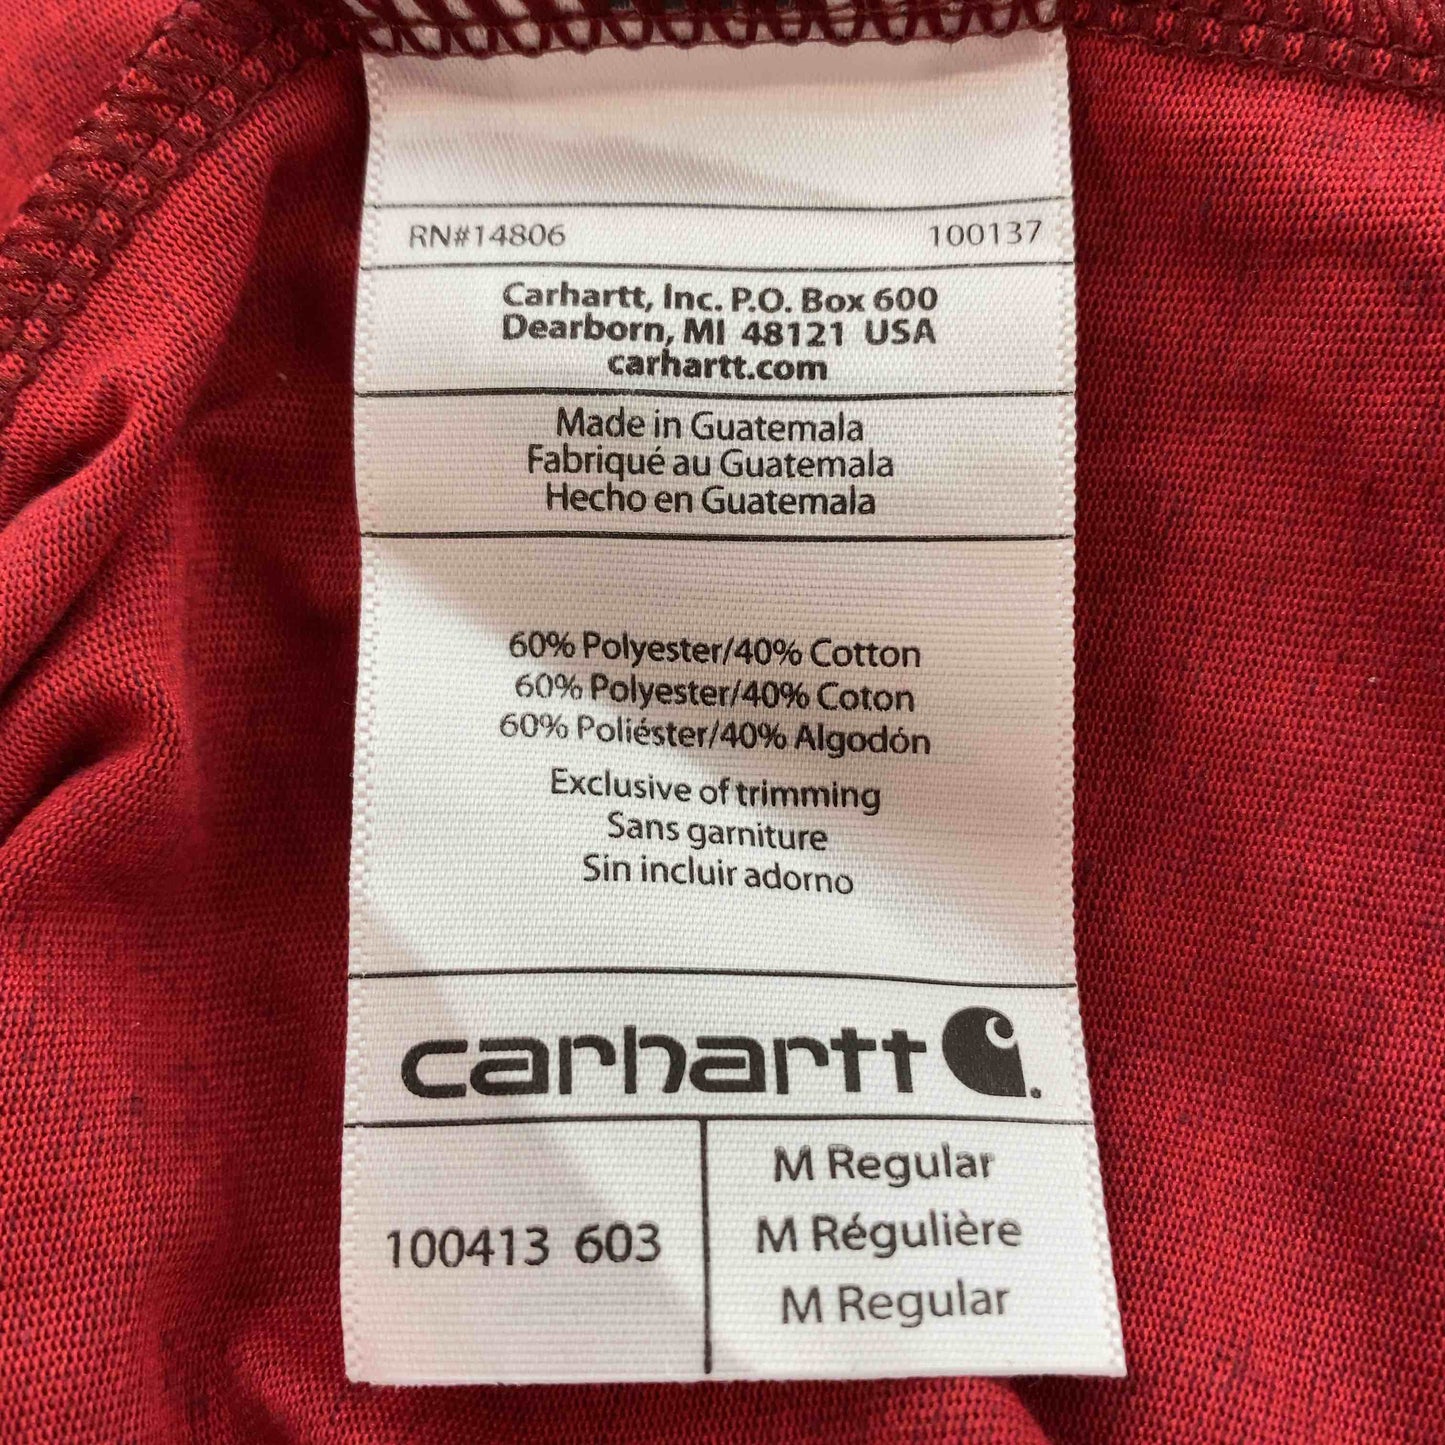 RN#14806 100137
Carhartt, Inc. P.O. Box 600
Dearborn, MI 48121 USA
carhartt.com
Made in Guatemala
Fabriqué au Guatemala
Hecho en Guatemala
60% Polyester/40% Cotton
60% Polyester/40% Coton
60% Poliéster/40% Algodón
Exclusive of trimming
Sans garniture
Sin incluir adorno
carhartt
100413 603
M Regular
M Régulière
M Regular